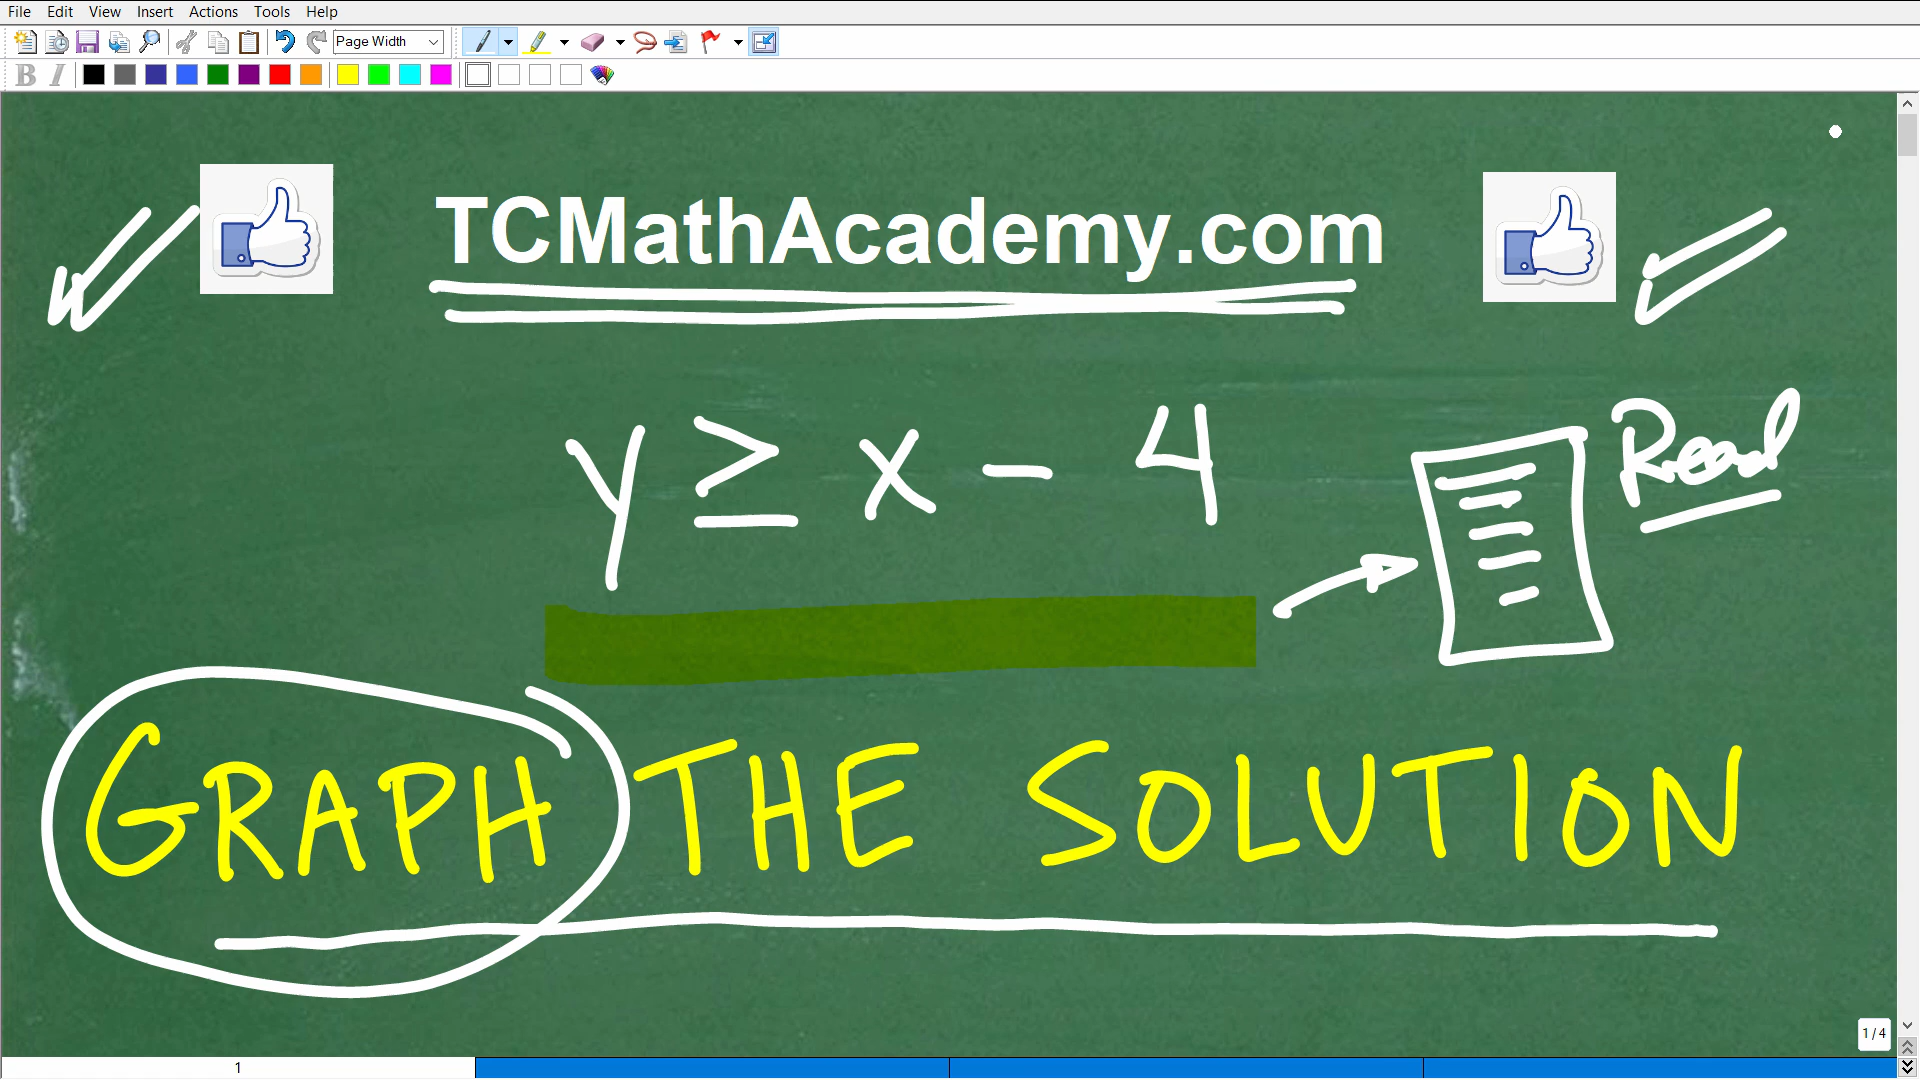 File Edit View Insert Actions Tools Help
Page Width
B I
TCMathAcademy.com
y ≥ x - 4
Read
GRAPH THE SOLUTION
1 / 4
1